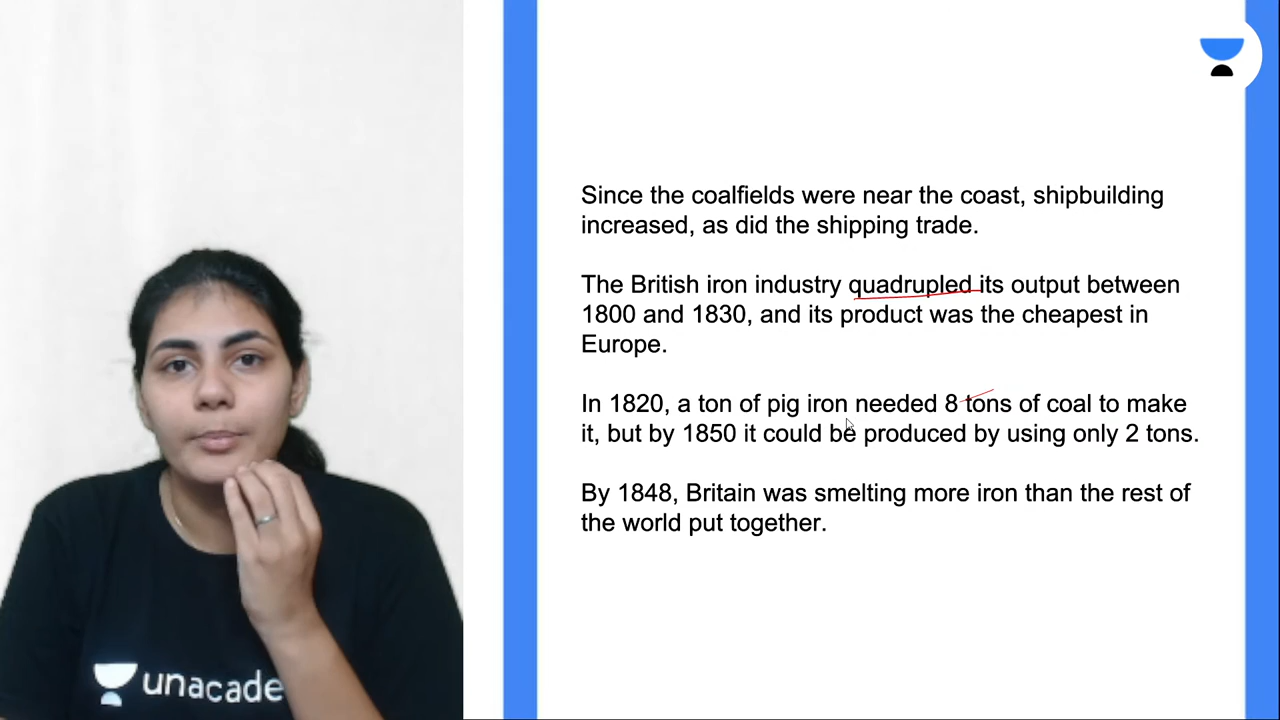 Since the coalfields were near the coast, shipbuilding
increased, as did the shipping trade.
The British iron industry quadrupled its output between
1800 and 1830, and its product was the cheapest in
Europe.
In 1820, a ton of pig iron needed 8 tons of coal to make
it, but by 1850 it could be produced by using only 2 tons.
By 1848, Britain was smelting more iron than the rest of
the world put together.
unacade